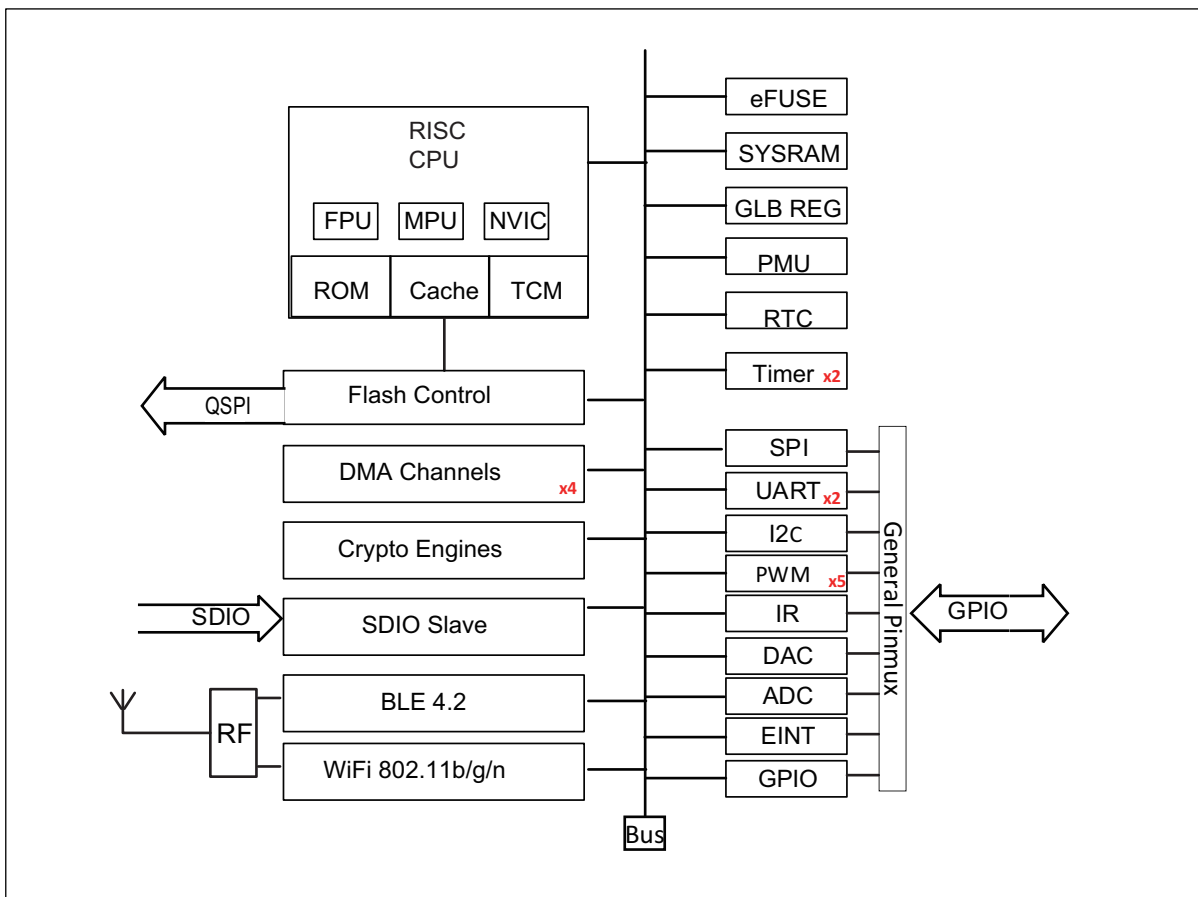 RISC
CPU
FPU
MPU
NVIC
ROM
Cache
TCM
QSPI
Flash Control
DMA Channels
x4
Crypto Engines
SDIO
SDIO Slave
RF
BLE 4.2
WiFi 802.11b/g/n
Bus
eFUSE
SYSRAM
GLB REG
PMU
RTC
Timer x2
SPI
UART x2
I2C
PWM x5
IR
DAC
ADC
EINT
GPIO
General Pinmux
GPIO